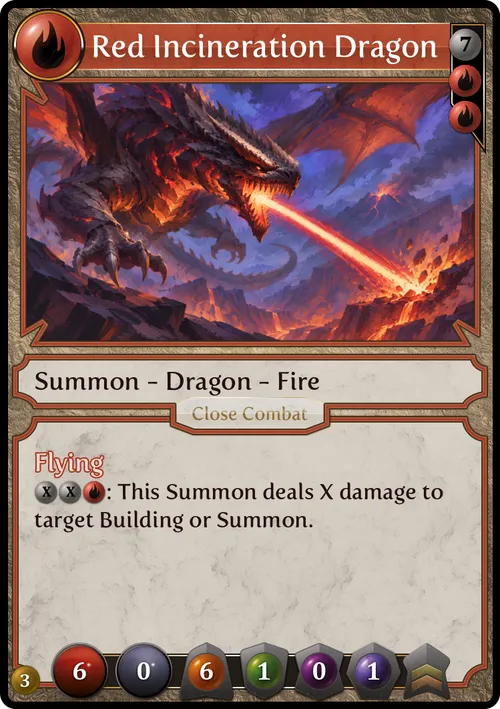 Red Incineration Dragon
7
Summon - Dragon - Fire
Close Combat
Flying
X X : This Summon deals X damage to
target Building or Summon.
3 6* 0* 6 1 0 1